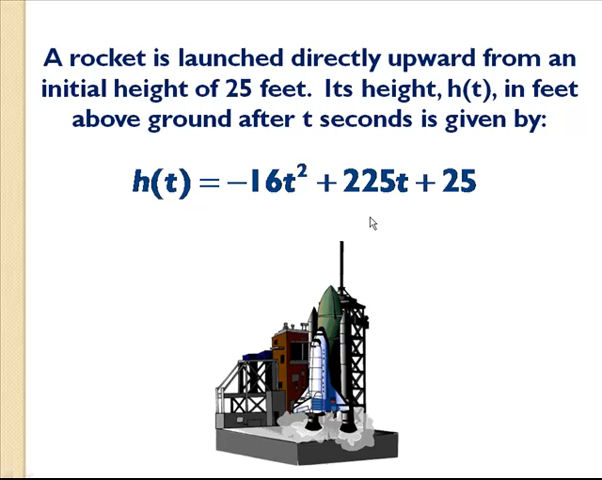 A rocket is launched directly upward from an
initial height of 25 feet. Its height, h(t), in feet
above ground after t seconds is given by:
h(t) = −16t² + 225t + 25